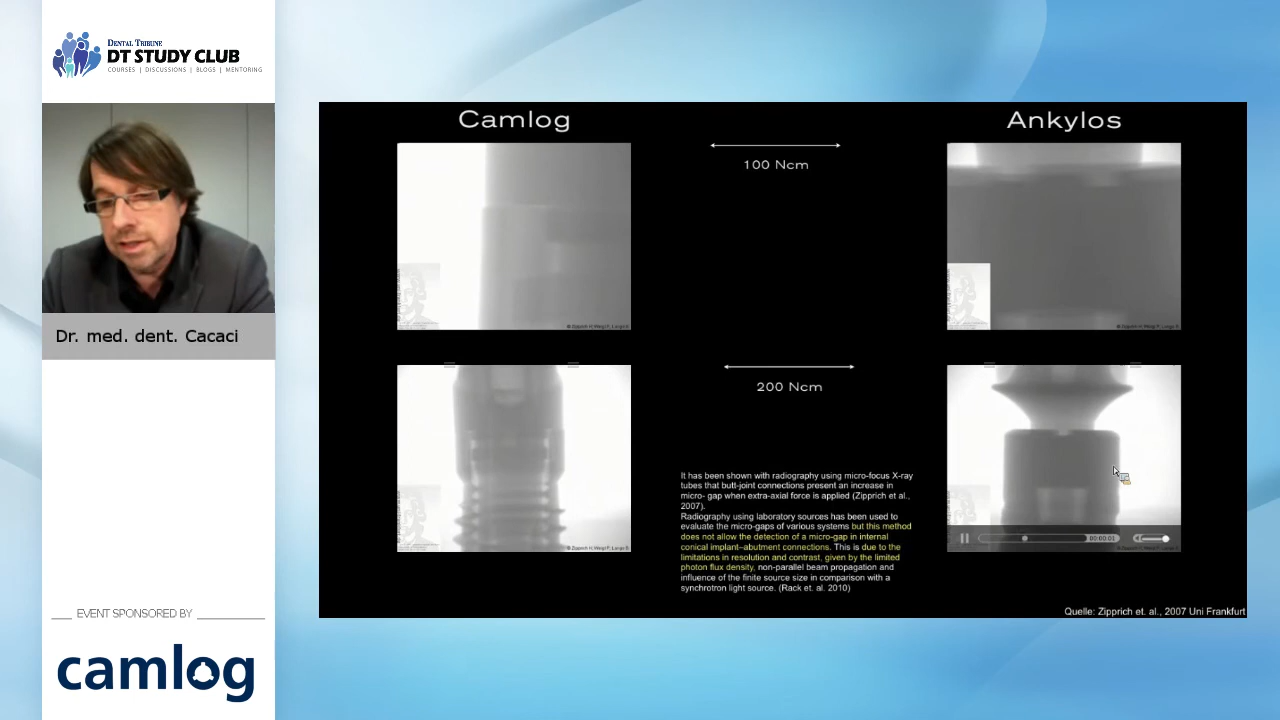 DENTAL TRIBUNE
DT STUDY CLUB
COURSES | DISCUSSIONS | BLOGS | MENTORING
Dr. med. dent. Cacaci
EVENT SPONSORED BY
camlog
Camlog
Ankylos
100 Ncm
200 Ncm
It has been shown with radiography using micro-focus X-ray
tubes that butt-joint connections present an increase in
micro- gap when extra-axial force is applied (Zipprich et al.,
2007).
Radiography using laboratory sources has been used to
evaluate the micro-gaps of various systems but this method
does not allow the detection of a micro-gap in internal
conical implant–abutment connections. This is due to the
limitations in resolution and contrast, given by the limited
photon flux density, non-parallel beam propagation and
influence of the finite source size in comparison with a
synchrotron light source. (Rack et. al. 2010)
00:00:01
Quelle: Zipprich et. al., 2007 Uni Frankfurt